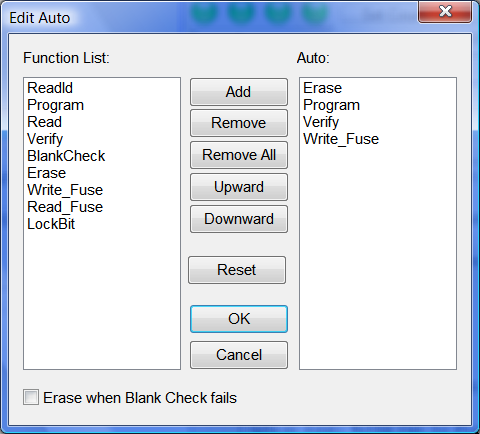 Edit Auto
Function List:
Auto:
ReadId
Program
Read
Verify
BlankCheck
Erase
Write_Fuse
Read_Fuse
LockBit
Add
Remove
Remove All
Upward
Downward
Reset
OK
Cancel
Erase
Program
Verify
Write_Fuse
Erase when Blank Check fails